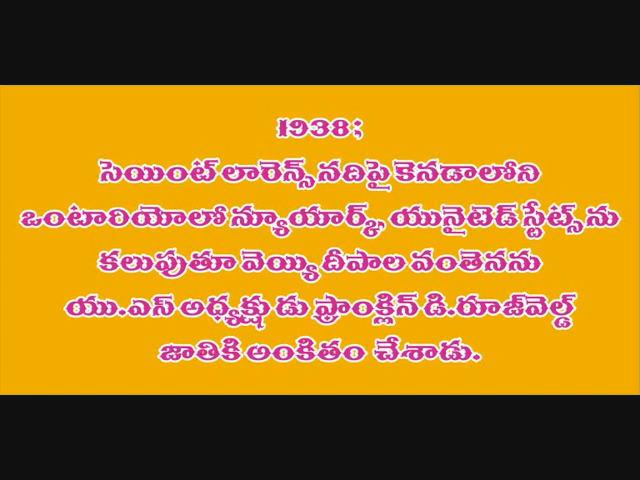 1938;
సెయింట్ లారెన్స్ నదిపై కెనడాలోని
ఒంటారియోలో న్యూయార్క్, యునైటెడ్ స్టేట్స్ ను
కలుపుతూ వెయ్యి దీపాల వంతెనను
యు.ఎస్ అధ్యక్షుడు ఫ్రాంక్లిన్ డి.రూజ్‌వెల్ట్
జాతికి అంకితం చేశాడు.